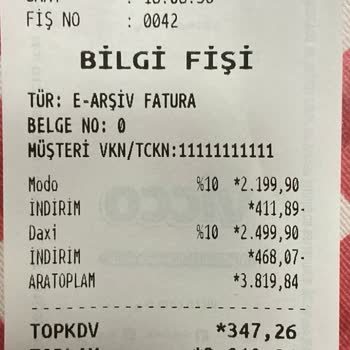 FİŞ NO : 0042
BİLGİ FİŞİ
TÜR: E-ARŞİV FATURA
BELGE NO: 0
MÜŞTERİ VKN/TCKN:11111111111
Modo %10 *2.199,90
İNDİRİM *411,89-
Daxi %10 *2.499,90
İNDİRİM *468,07-
ARATOPLAM *3.819,84
TOPKDV *347,26